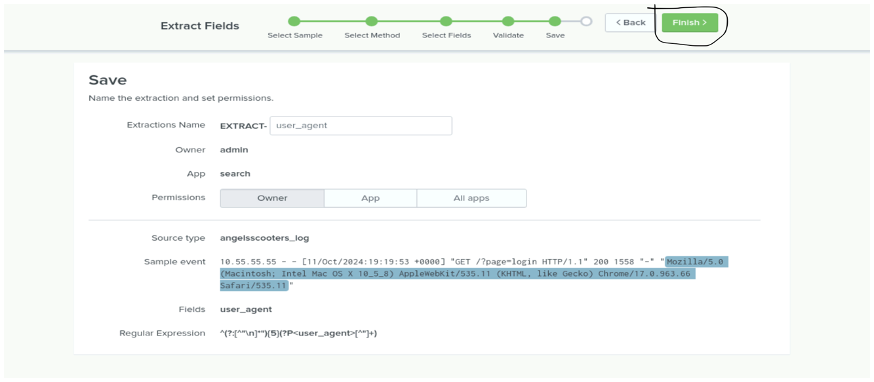 Extract Fields
Select Sample
Select Method
Select Fields
Validate
Save
< Back
Finish >
Save
Name the extraction and set permissions.
Extractions Name EXTRACT- user_agent
Owner admin
App search
Permissions Owner App All apps
Source type angelsscooters_log
Sample event 10.55.55.55 - - [11/Oct/2024:19:19:53 +0000] "GET /?page=login HTTP/1.1" 200 1558 "-" "Mozilla/5.0
(Macintosh; Intel Mac OS X 10_5_8) AppleWebKit/535.11 (KHTML, like Gecko) Chrome/17.0.963.66
Safari/535.11"
Fields user_agent
Regular Expression ^(?:[^"\n]*"){5}(?P<user_agent>[^"]+)